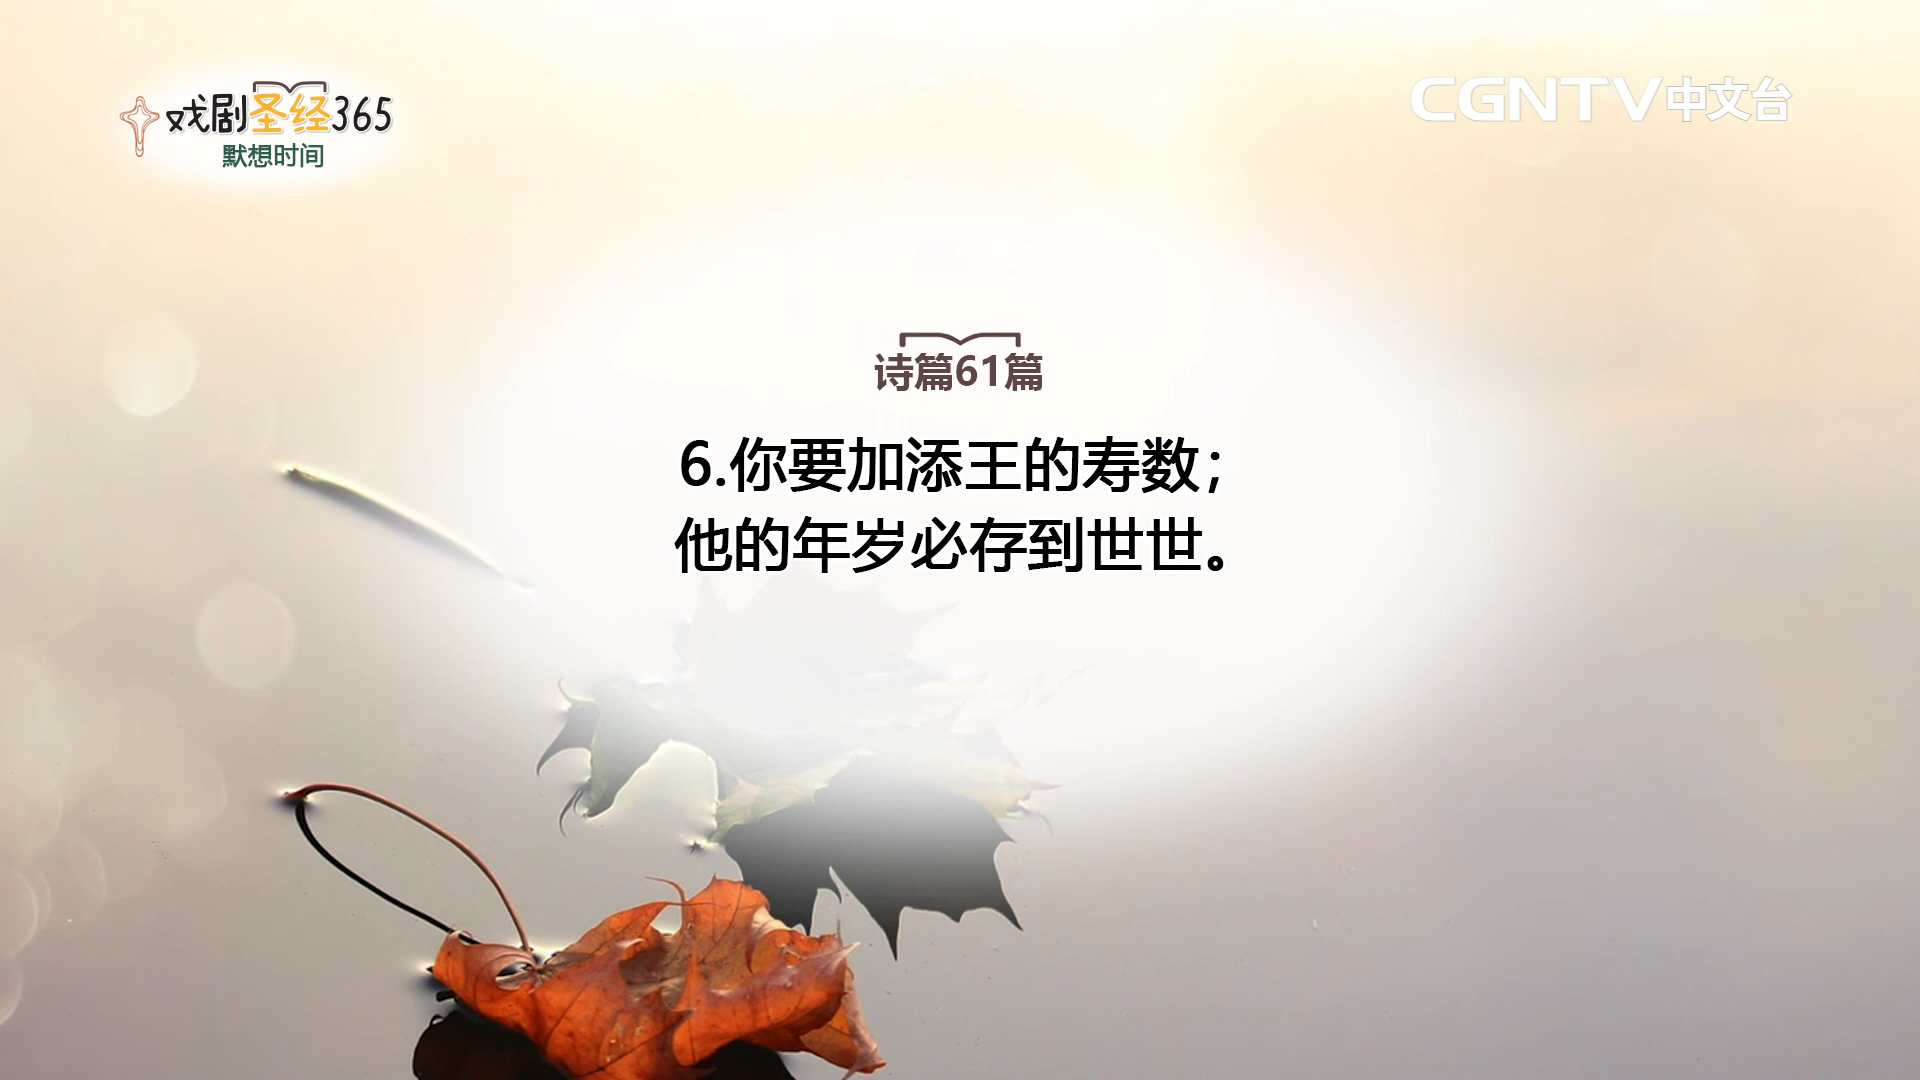 戏剧圣经365
默想时间
CGNTV中文台
诗篇61篇
6.你要加添王的寿数；
他的年岁必存到世世。